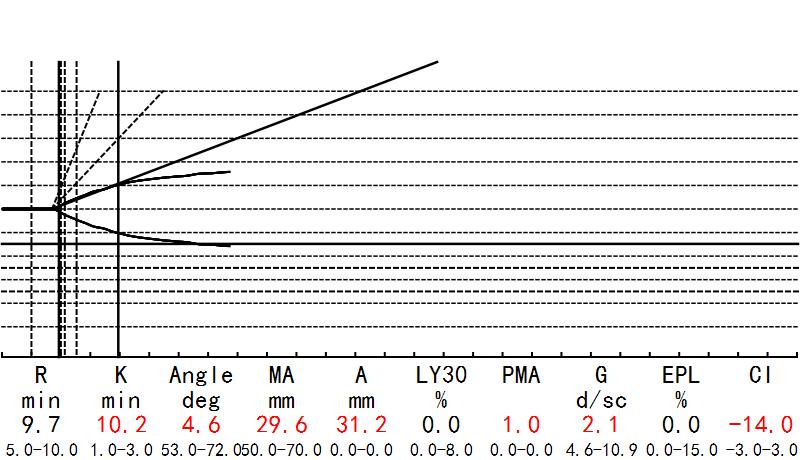 R K Angle MA A LY30 PMA G EPL CI
min min deg mm mm % d/sc %
9.7 10.2 4.6 29.6 31.2 0.0 1.0 2.1 0.0 -14.0
5.0-10.0 1.0-3.0 53.0-72.0 50.0-70.0 0.0-0.0 0.0-8.0 0.0-0.0 4.6-10.9 0.0-15.0 -3.0-3.0